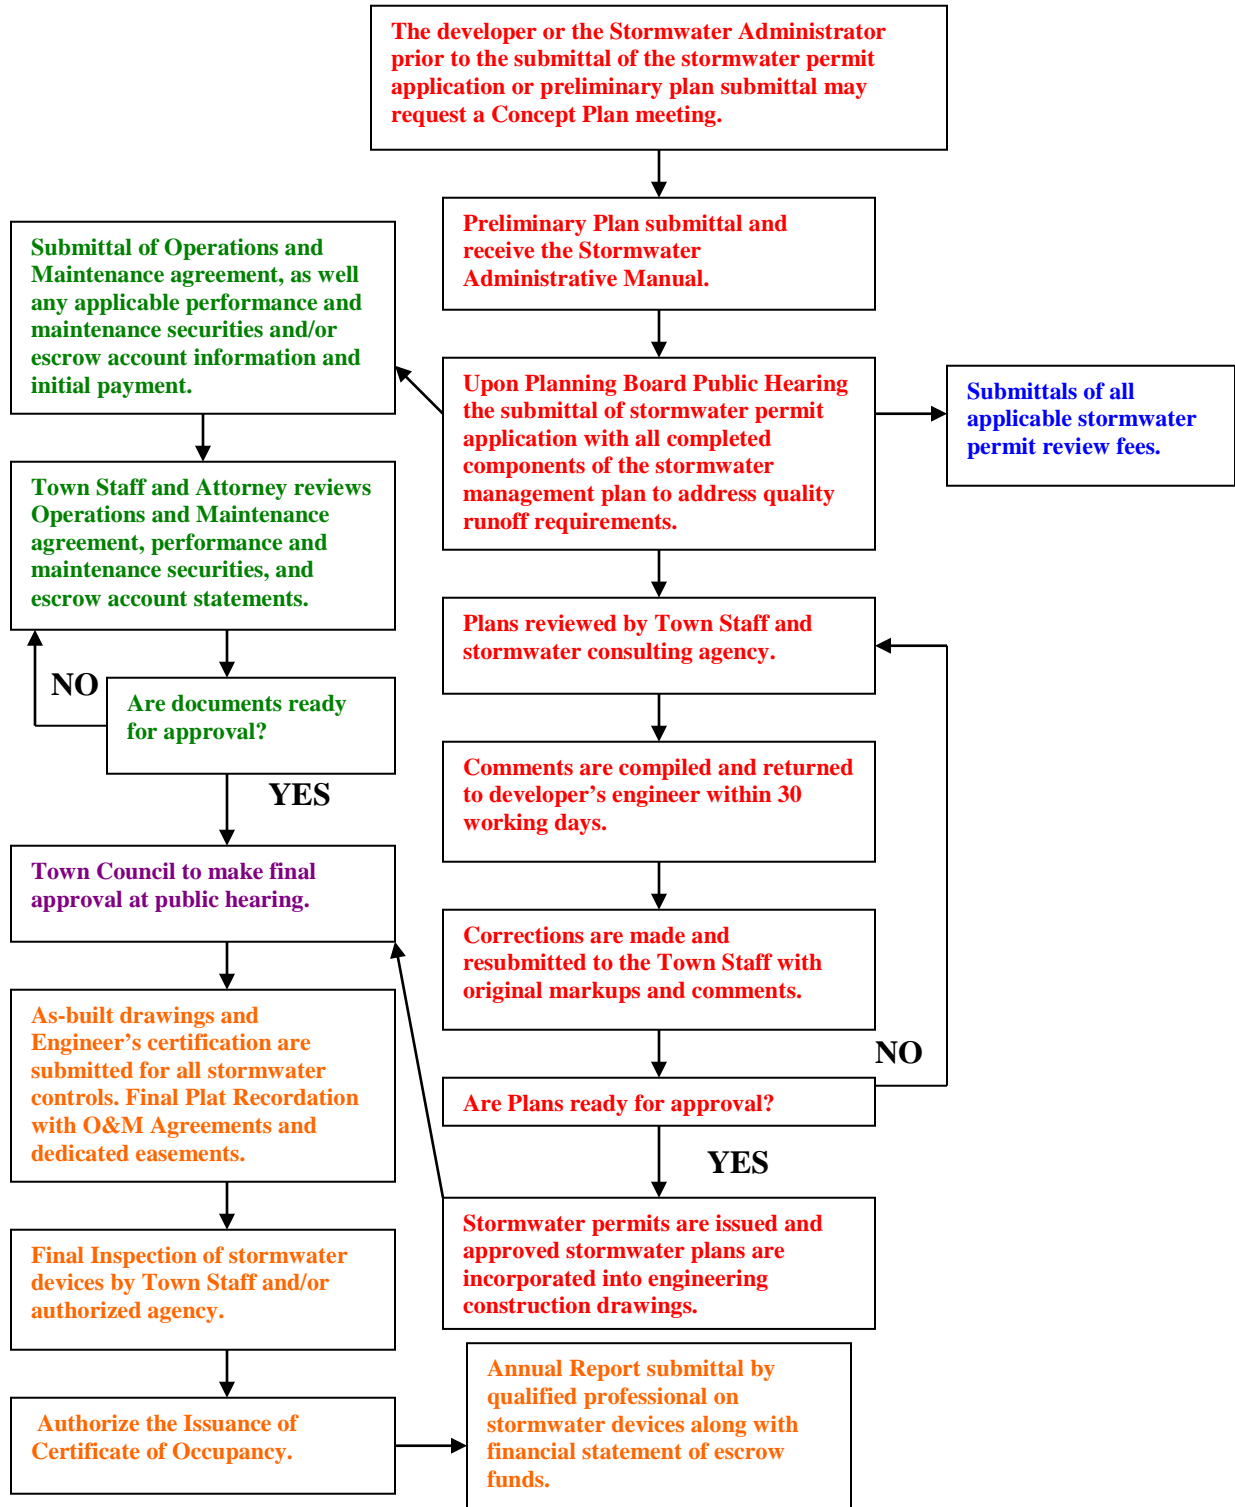 The developer or the Stormwater Administrator
prior to the submittal of the stormwater permit
application or preliminary plan submittal may
request a Concept Plan meeting.
Preliminary Plan submittal and
receive the Stormwater
Administrative Manual.
Submittal of Operations and
Maintenance agreement, as well
any applicable performance and
maintenance securities and/or
escrow account information and
initial payment.
Upon Planning Board Public Hearing
the submittal of stormwater permit
application with all completed
components of the stormwater
management plan to address quality
runoff requirements.
Submittals of all
applicable stormwater
permit review fees.
Town Staff and Attorney reviews
Operations and Maintenance
agreement, performance and
maintenance securities, and
escrow account statements.
Plans reviewed by Town Staff and
stormwater consulting agency.
NO
Are documents ready
for approval?
YES
Comments are compiled and returned
to developer's engineer within 30
working days.
Town Council to make final
approval at public hearing.
Corrections are made and
resubmitted to the Town Staff with
original markups and comments.
NO
As-built drawings and
Engineer's certification are
submitted for all stormwater
controls. Final Plat Recordation
with O&M Agreements and
dedicated easements.
Are Plans ready for approval?
YES
Stormwater permits are issued and
approved stormwater plans are
incorporated into engineering
construction drawings.
Final Inspection of stormwater
devices by Town Staff and/or
authorized agency.
Authorize the Issuance of
Certificate of Occupancy.
Annual Report submittal by
qualified professional on
stormwater devices along with
financial statement of escrow
funds.